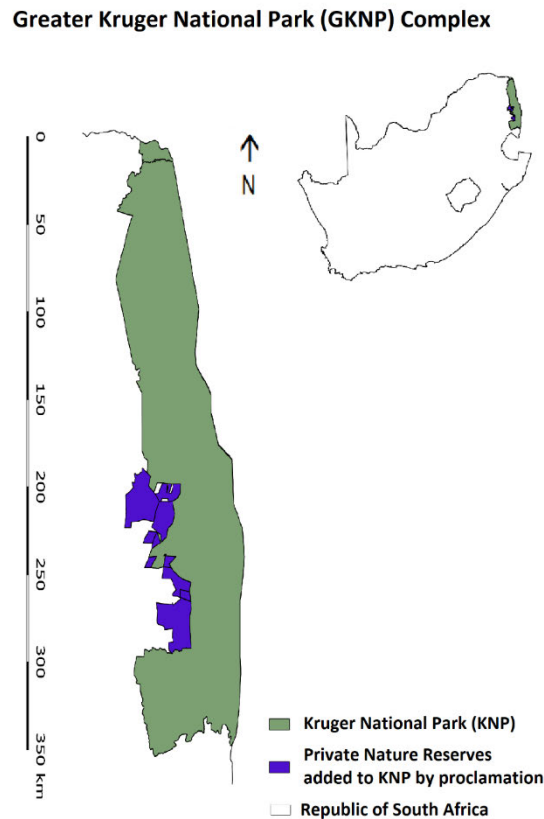 Greater Kruger National Park (GKNP) Complex
N
0
50
100
150
200
250
300
350 km
Kruger National Park (KNP)
Private Nature Reserves
added to KNP by proclamation
Republic of South Africa